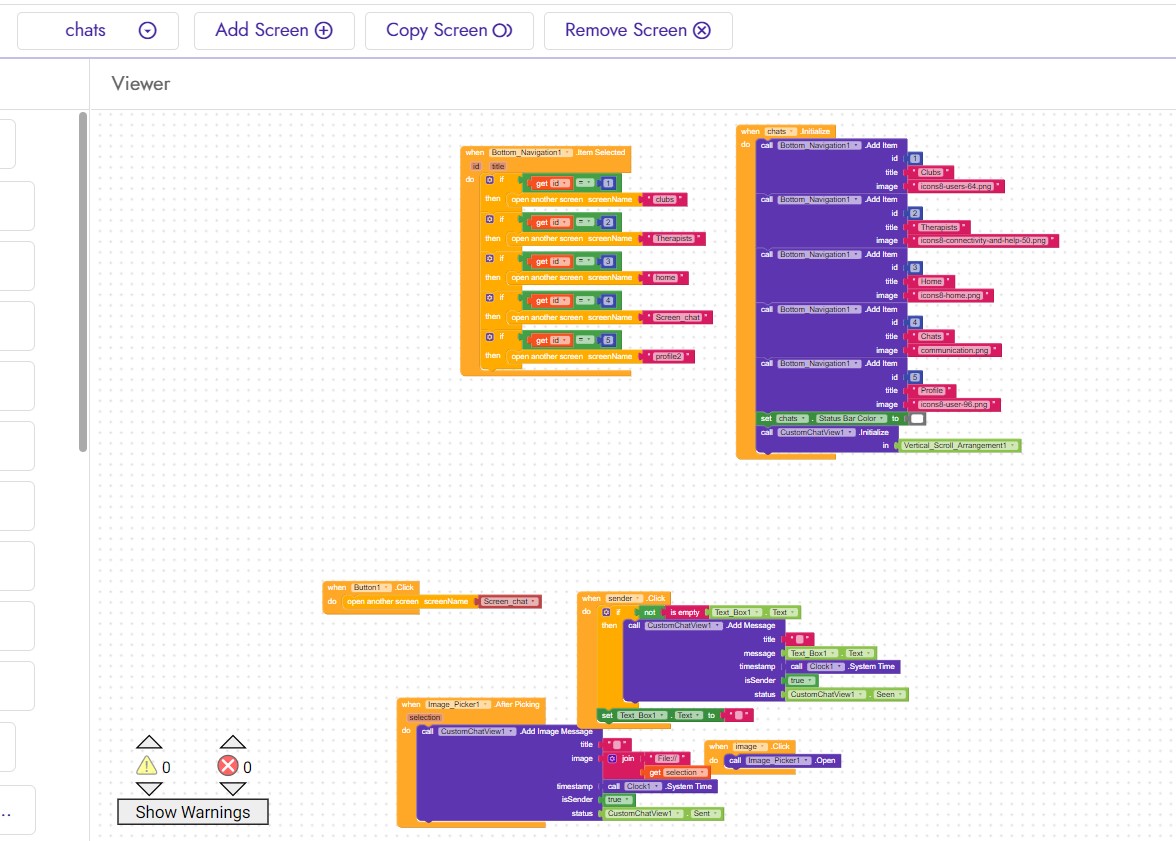 chats
Add Screen
Copy Screen
Remove Screen
Viewer
when Bottom_Navigation1 .Item Selected
id title
do if get id = 1
then open another screen screenName " clubs "
if get id = 2
then open another screen screenName " Therapists "
if get id = 3
then open another screen screenName " home "
if get id = 4
then open another screen screenName " Screen_chat "
if get id = 5
then open another screen screenName " profile2 "
when chats .Initialize
do call Bottom_Navigation1 .Add Item
id 1
title " Clubs "
image " icons8-users-64.png "
call Bottom_Navigation1 .Add Item
id 2
title " Therapists "
image " icons8-connectivity-and-help-50.png "
call Bottom_Navigation1 .Add Item
id 3
title " Home "
image " icons8-home.png "
call Bottom_Navigation1 .Add Item
id 4
title " Chats "
image " communication.png "
call Bottom_Navigation1 .Add Item
id 5
title " Profile "
image " icons8-user-96.png "
set chats . Status Bar Color to
call CustomChatView1 .Initialize
in Vertical_Scroll_Arrangement1
when Button1 .Click
do open another screen screenName Screen_chat
when sender .Click
do if not is empty Text_Box1 . Text
then call CustomChatView1 .Add Message
title " "
message Text_Box1 . Text
timestamp call Clock1 .System Time
isSender true
status CustomChatView1 . Seen
set Text_Box1 . Text to " "
when Image_Picker1 .After Picking
selection
do call CustomChatView1 .Add Image Message
title " "
image join " File:// "
get selection
timestamp call Clock1 .System Time
isSender true
status CustomChatView1 . Sent
when image .Click
do call Image_Picker1 .Open
0 0
Show Warnings
..